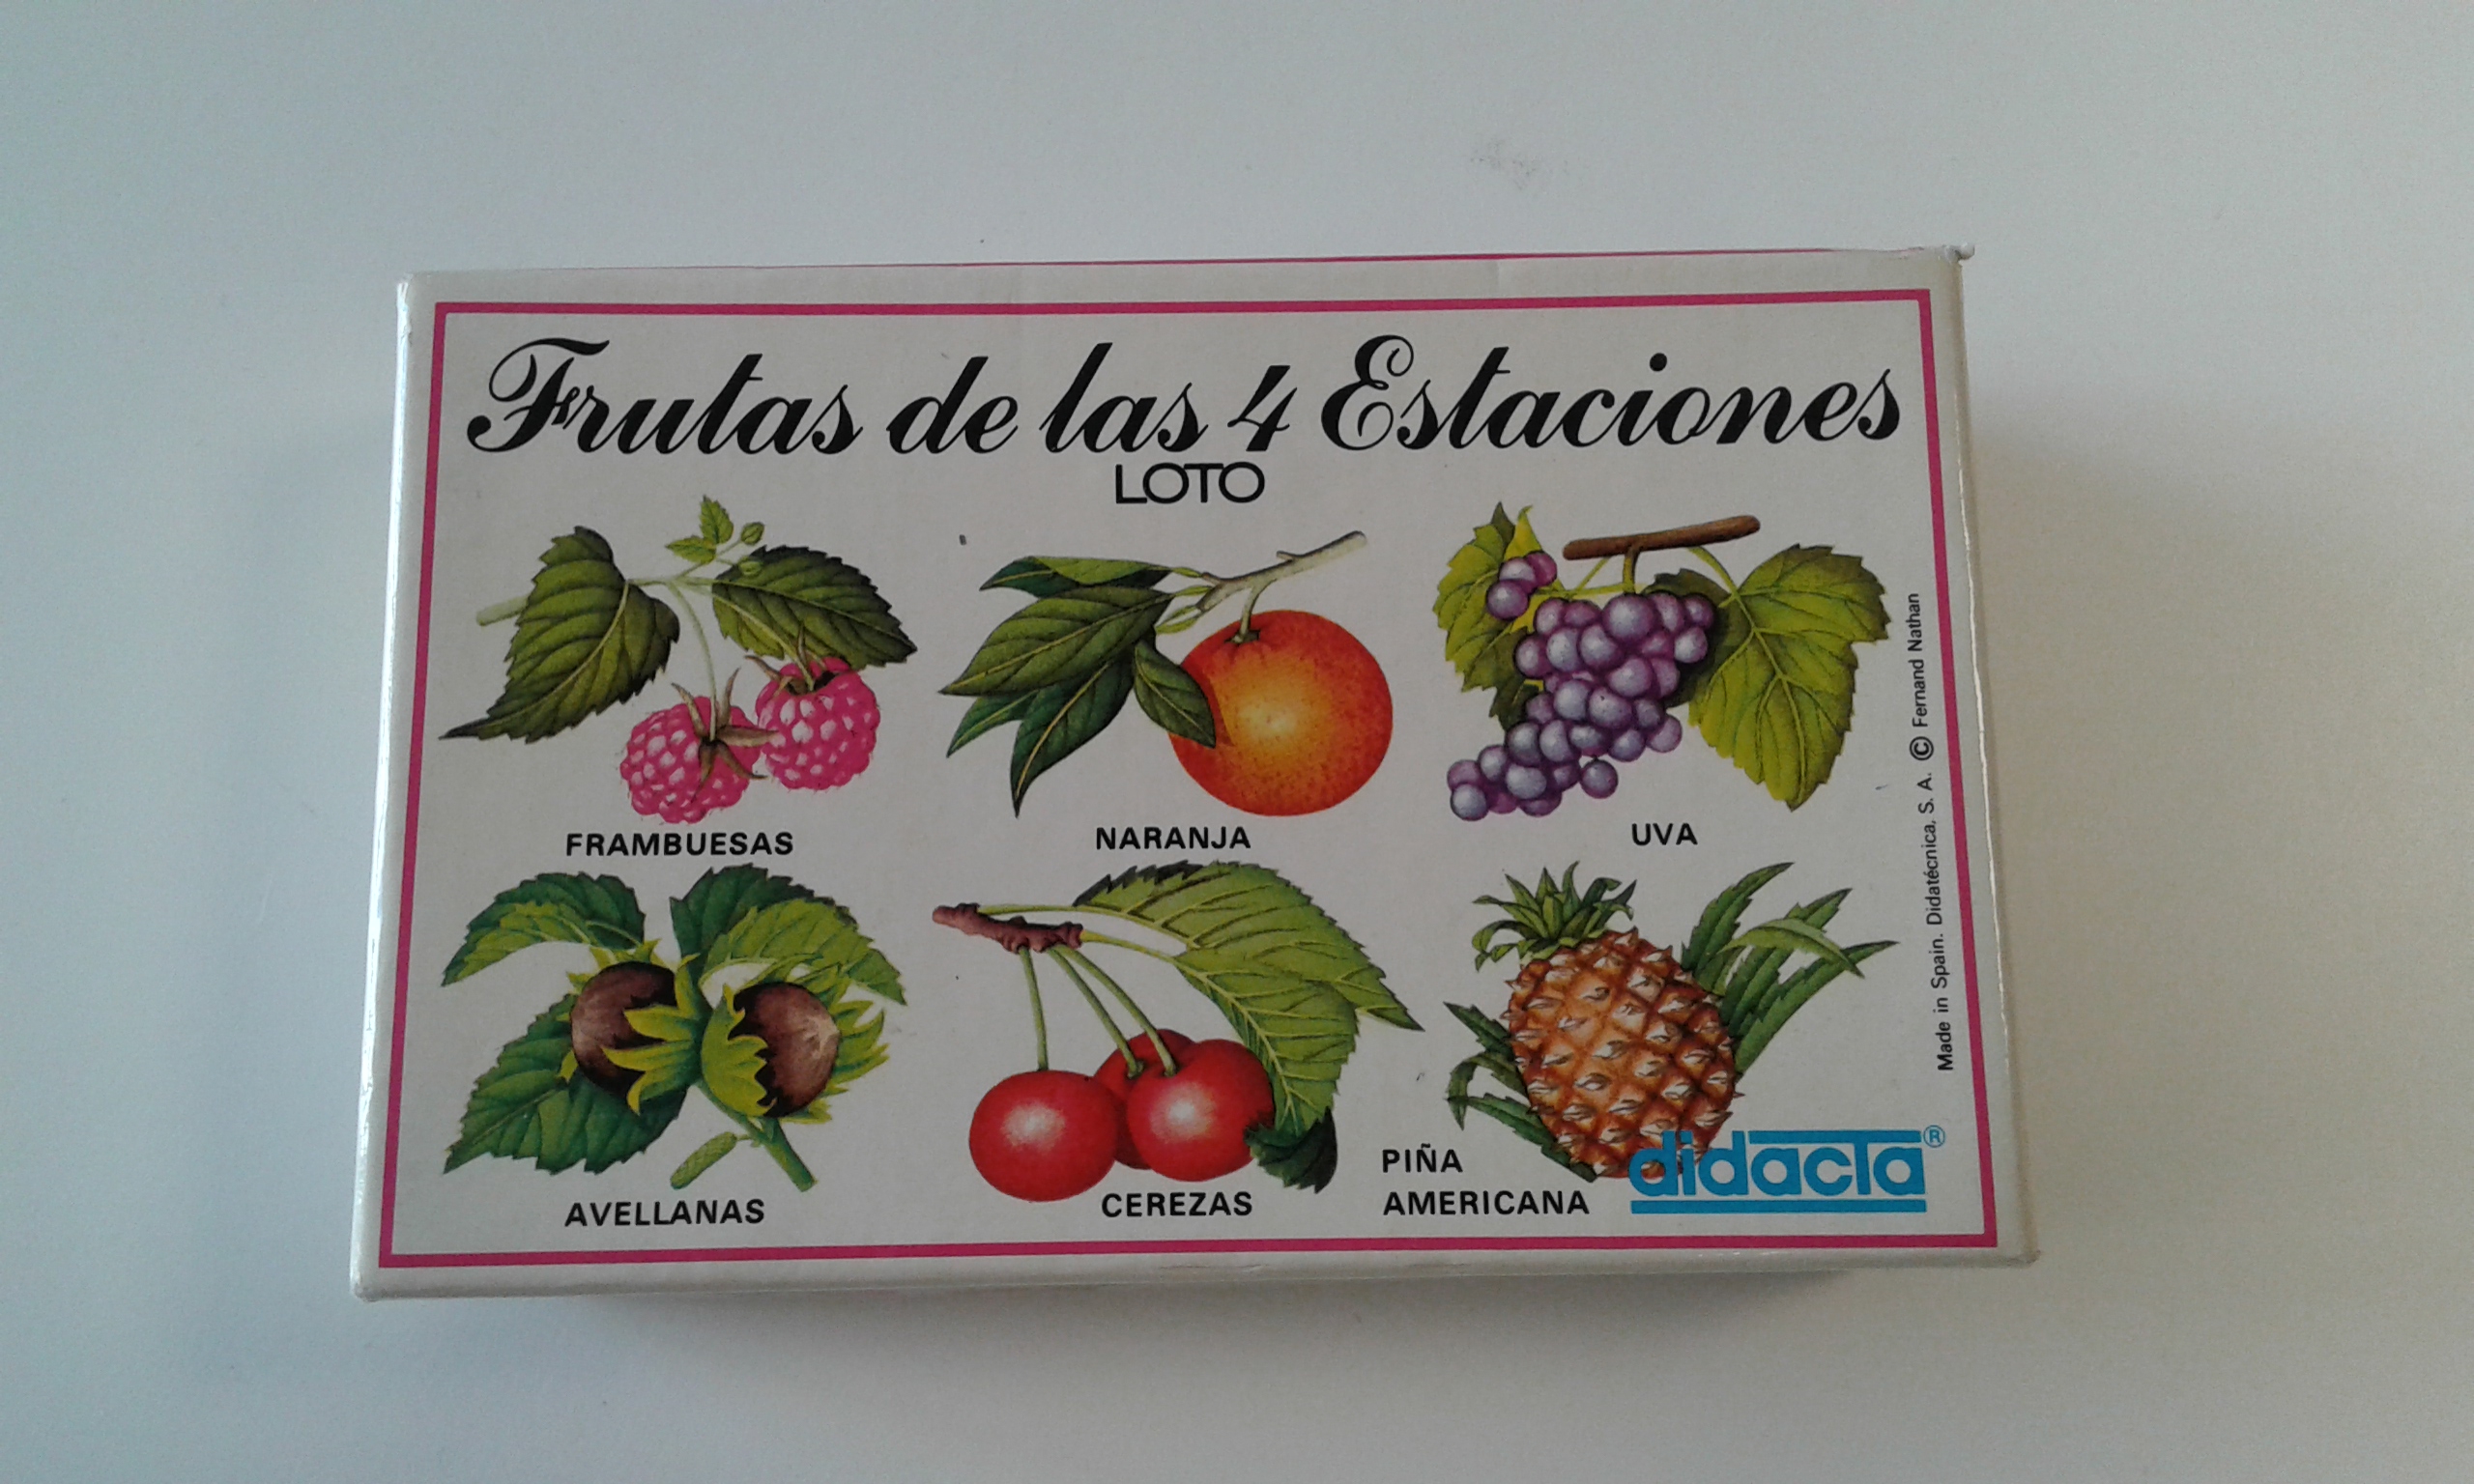 Frutas de las 4 Estaciones
LOTO
FRAMBUESAS
NARANJA
UVA
AVELLANAS
CEREZAS
PIÑA
AMERICANA
didacta®
Made in Spain. Didatécnica, S. A. © Fernand Nathan